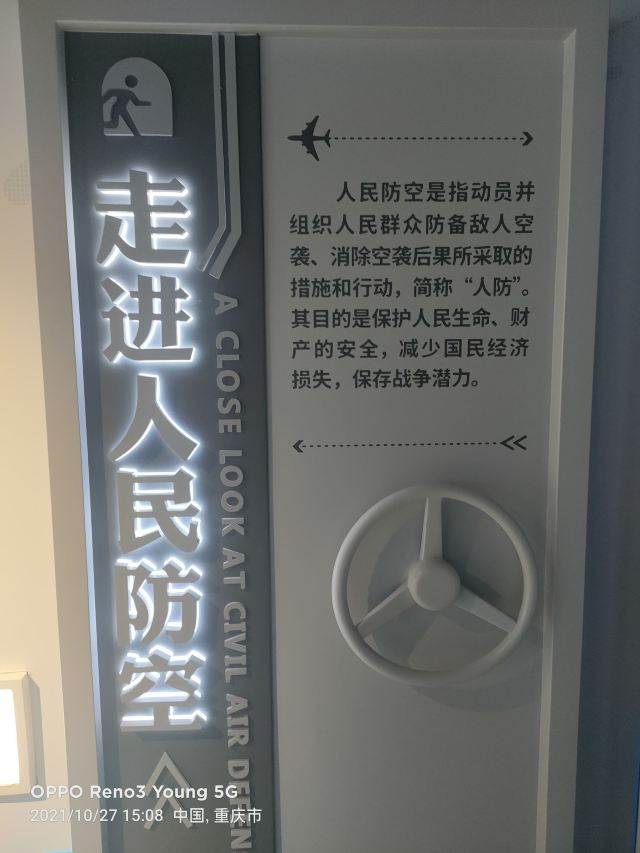 走进人民防空
A CLOSE LOOK AT CIVIL AIR DEFEN
人民防空是指动员并
组织人民群众防备敌人空
袭、消除空袭后果所采取的
措施和行动，简称“人防”。
其目的是保护人民生命、财
产的安全，减少国民经济
损失，保存战争潜力。
OPPO Reno3 Young 5G
2021/10/27 15:08 中国, 重庆市